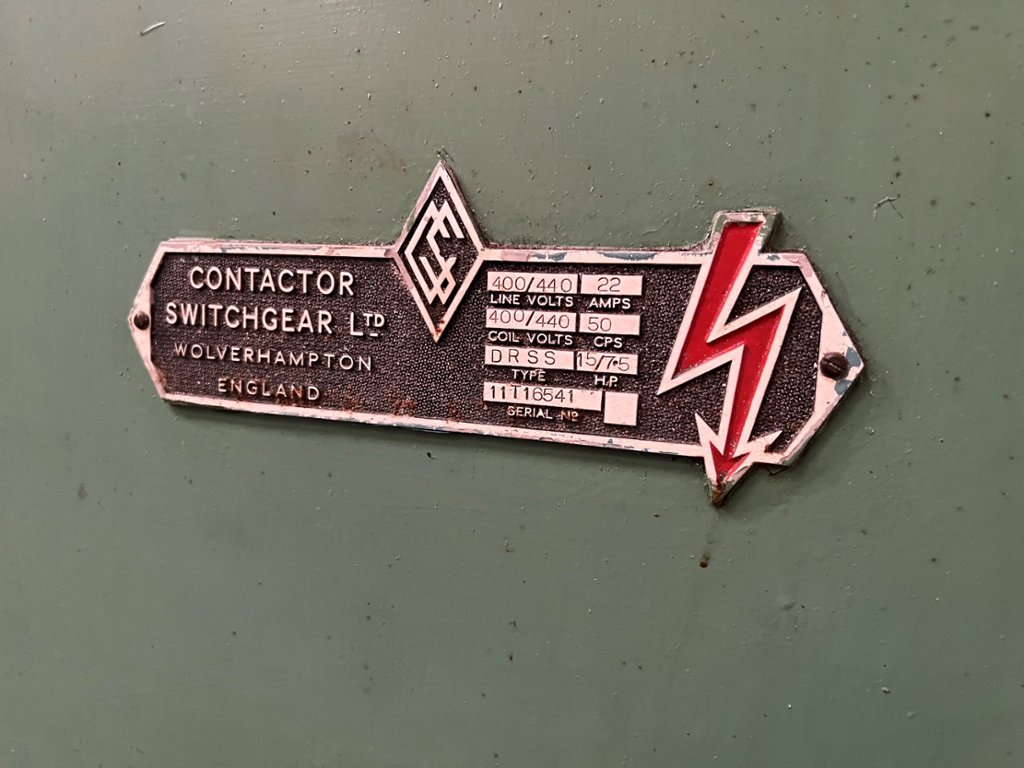 CONTACTOR
SWITCHGEAR LTD
WOLVERHAMPTON
ENGLAND
CSW
400/440 22
LINE VOLTS AMPS
400/440 50
COIL VOLTS CPS
DRSS 15/7.5
TYPE H.P.
11T16541
SERIAL Nº